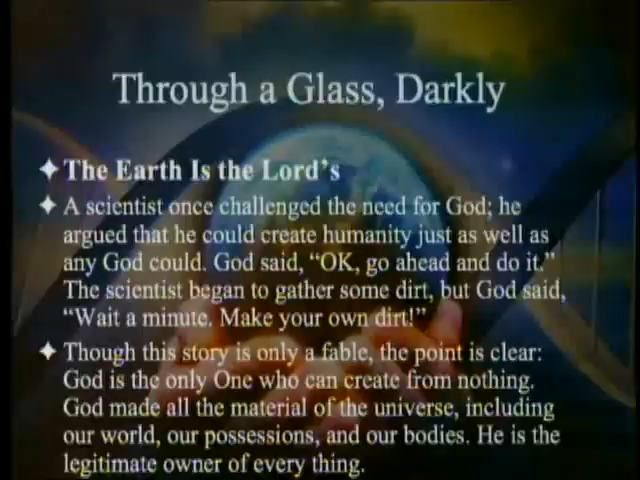 Through a Glass, Darkly
The Earth Is the Lord's
A scientist once challenged the need for God; he
argued that he could create humanity just as well as
any God could. God said, “OK, go ahead and do it.”
The scientist began to gather some dirt, but God said,
“Wait a minute. Make your own dirt!”
Though this story is only a fable, the point is clear:
God is the only One who can create from nothing.
God made all the material of the universe, including
our world, our possessions, and our bodies. He is the
legitimate owner of every thing.